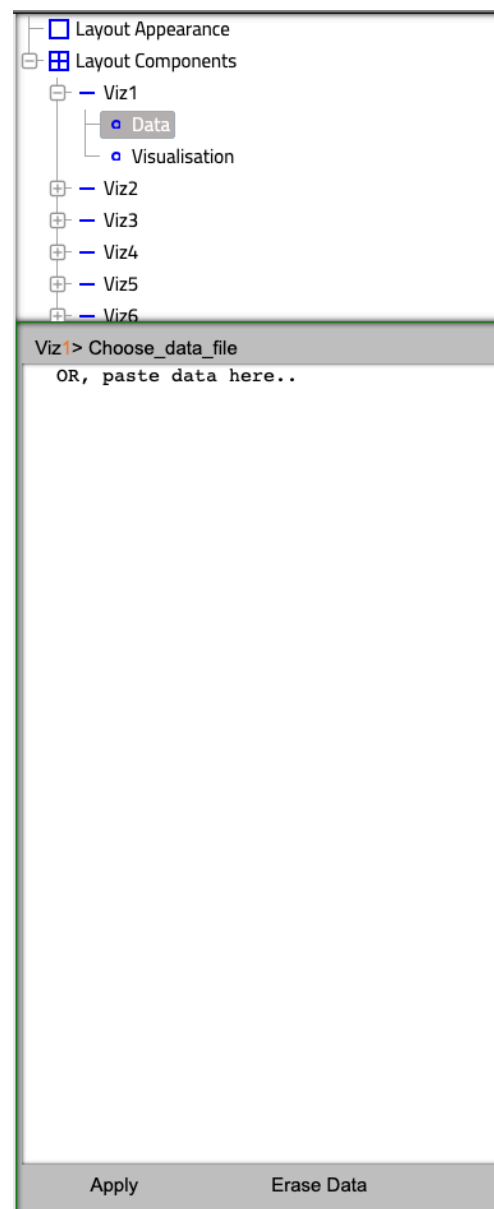 Layout Appearance
Layout Components
Viz1
Data
Visualisation
Viz2
Viz3
Viz4
Viz5
Viz6
Viz1> Choose_data_file
OR, paste data here..
Apply Erase Data